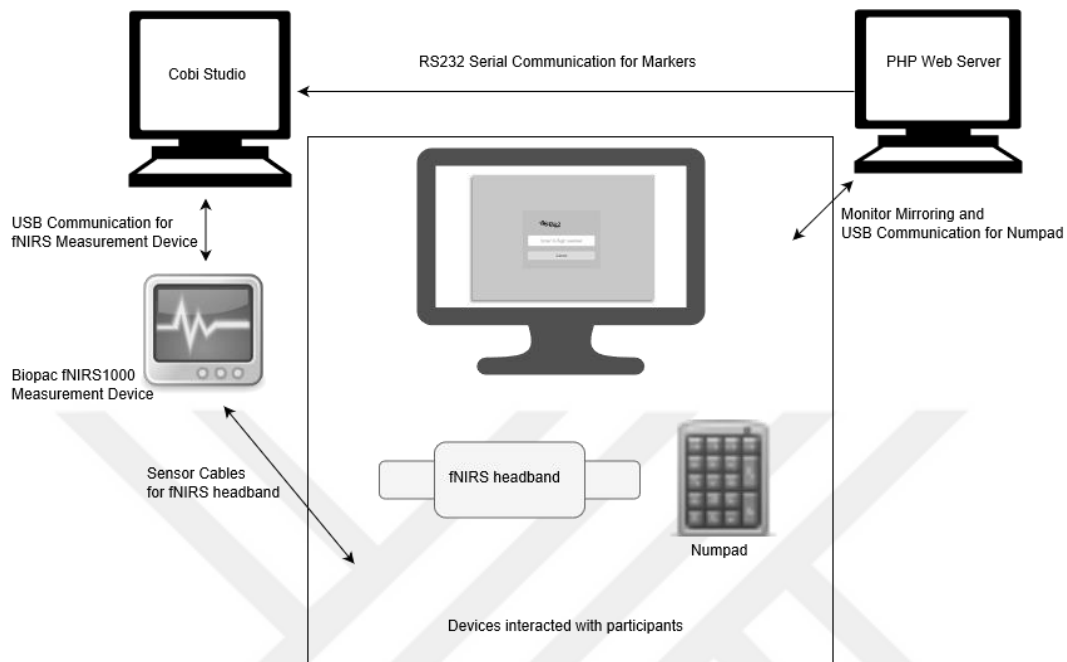 Cobi Studio
RS232 Serial Communication for Markers
PHP Web Server
USB Communication for
fNIRS Measurement Device
Monitor Mirroring and
USB Communication for Numpad
Biopac fNIRS1000
Measurement Device
Sensor Cables
for fNIRS headband
fNIRS headband
Numpad
Devices interacted with participants